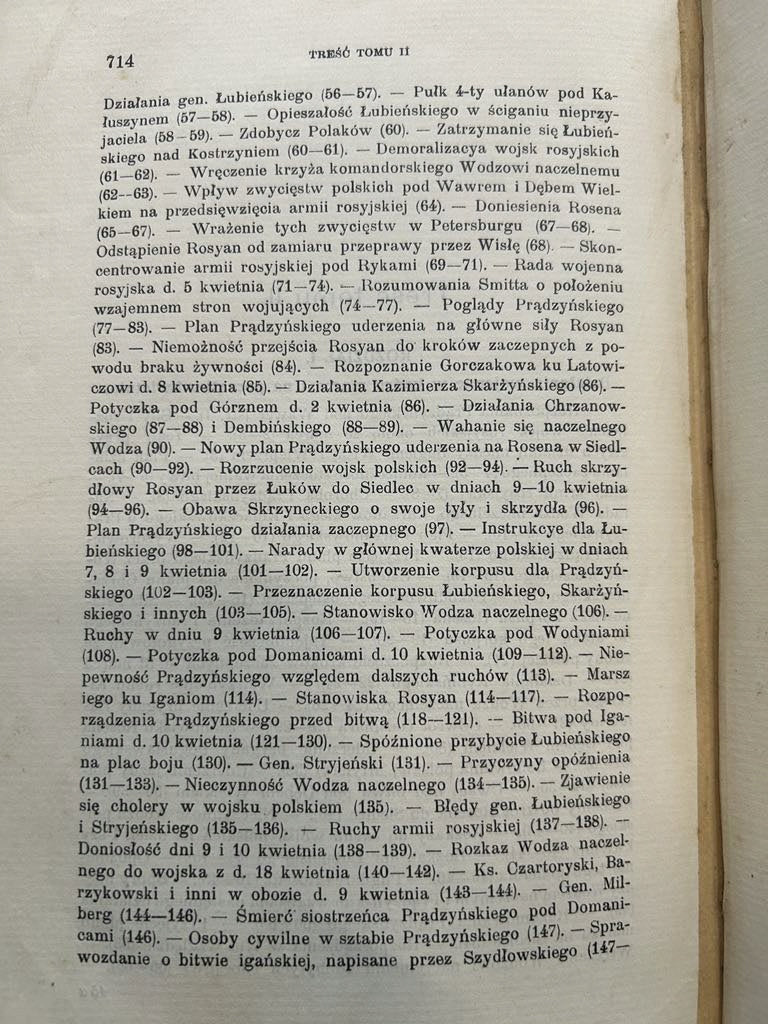 714
TREŚĆ TOMU II
Działania gen. Łubieńskiego (56—57). — Pułk 4-ty ułanów pod Ka-
łuszynem (57—58). — Opieszałość Łubieńskiego w ściganiu nieprzy-
jaciela (58—59). — Zdobycz Polaków (60). — Zatrzymanie się Łubień-
skiego nad Kostrzyniem (60—61). — Demoralizacya wojsk rosyjskich
(61—62). — Wręczenie krzyża komandorskiego Wodzowi naczelnemu
(62—63). — Wpływ zwycięstw polskich pod Wawrem i Dębem Wiel-
kiem na przedsięwzięcia armii rosyjskiej (64). — Doniesienia Rosena
(65—67). — Wrażenie tych zwycięstw w Petersburgu (67—68). —
Odstąpienie Rosyan od zamiaru przeprawy przez Wisłę (68). — Skon-
centrowanie armii rosyjskiej pod Rykami (69—71). — Rada wojenna
rosyjska d. 5 kwietnia (71—74). — Rozumowania Smitta o położeniu
wzajemnem stron wojujących (74—77). — Poglądy Prądzyńskiego
(77—83). — Plan Prądzyńskiego uderzenia na główne siły Rosyan
(83). — Niemożność przejścia Rosyan do kroków zaczepnych z po-
wodu braku żywności (84). — Rozpoznanie Gorczakowa ku Latowi-
czowi d. 8 kwietnia (85). — Działania Kazimierza Skarżyńskiego (86). —
Potyczka pod Górznem d. 2 kwietnia (86). — Działania Chrzanow-
skiego (87—88) i Dembińskiego (88—89). — Wahanie się naczelnego
Wodza (90). — Nowy plan Prądzyńskiego uderzenia na Rosena w Siedl-
cach (90—92). — Rozrzucenie wojsk polskich (92—94). — Ruch skrzy-
dłowy Rosyan przez Łuków do Siedlec w dniach 9—10 kwietnia
(94—96). — Obawa Skrzyneckiego o swoje tyły i skrzydła (96). —
Plan Prądzyńskiego działania zaczepnego (97). — Instrukcye dla Łu-
bieńskiego (98—101). — Narady w głównej kwaterze polskiej w dniach
7, 8 i 9 kwietnia (101—102). — Utworzenie korpusu dla Prądzyń-
skiego (102—103). — Przeznaczenie korpusu Łubieńskiego, Skarżyń-
skiego i innych (103—105). — Stanowisko Wodza naczelnego (106). —
Ruchy w dniu 9 kwietnia (106—107). — Potyczka pod Wodyniami
(108). — Potyczka pod Domanicami d. 10 kwietnia (109—112). — Nie-
pewność Prądzyńskiego względem dalszych ruchów (113). — Marsz
iego ku Iganiom (114). — Stanowiska Rosyan (114—117). — Rozpo-
rządzenia Prądzyńskiego przed bitwą (118—121). — Bitwa pod Iga-
niami d. 10 kwietnia (121—130). — Spóźnione przybycie Łubieńskiego
na plac boju (130). — Gen. Stryjeński (131). — Przyczyny opóźnienia
(131—133). — Nieczynność Wodza naczelnego (134—135). — Zjawienie
się cholery w wojsku polskiem (135). — Błędy gen. Łubieńskiego
i Stryjeńskiego (135—136). — Ruchy armii rosyjskiej (137—138). —
Doniosłość dni 9 i 10 kwietnia (138—139). — Rozkaz Wodza naczel-
nego do wojska z d. 18 kwietnia (140—142). — Ks. Czartoryski, Ba-
rzykowski i inni w obozie d. 9 kwietnia (143—144). — Gen. Mil-
berg (144—146). — Śmierć siostrzeńca Prądzyńskiego pod Domani-
cami (146). — Osoby cywilne w sztabie Prądzyńskiego (147). — Spra-
wozdanie o bitwie igańskiej, napisane przez Szydłowskiego (147—